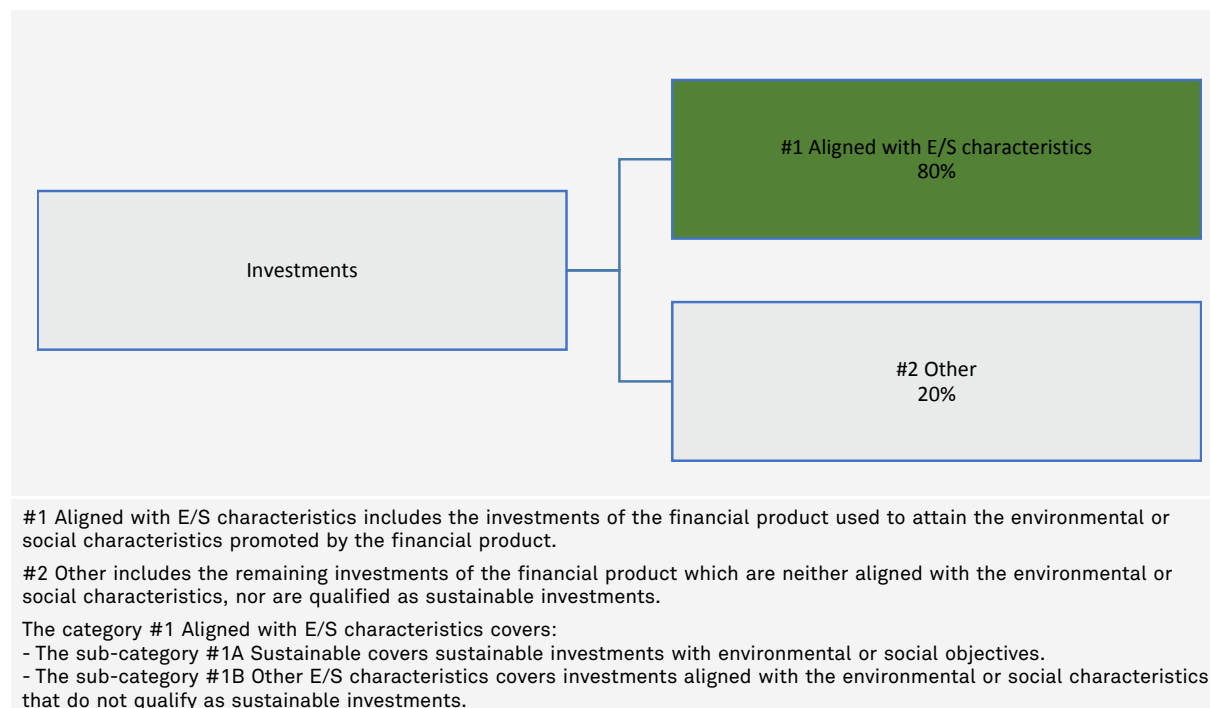 #1 Aligned with E/S characteristics
80%
Investments
#2 Other
20%
#1 Aligned with E/S characteristics includes the investments of the financial product used to attain the environmental or
social characteristics promoted by the financial product.
#2 Other includes the remaining investments of the financial product which are neither aligned with the environmental or
social characteristics, nor are qualified as sustainable investments.
The category #1 Aligned with E/S characteristics covers:
- The sub-category #1A Sustainable covers sustainable investments with environmental or social objectives.
- The sub-category #1B Other E/S characteristics covers investments aligned with the environmental or social characteristics
that do not qualify as sustainable investments.